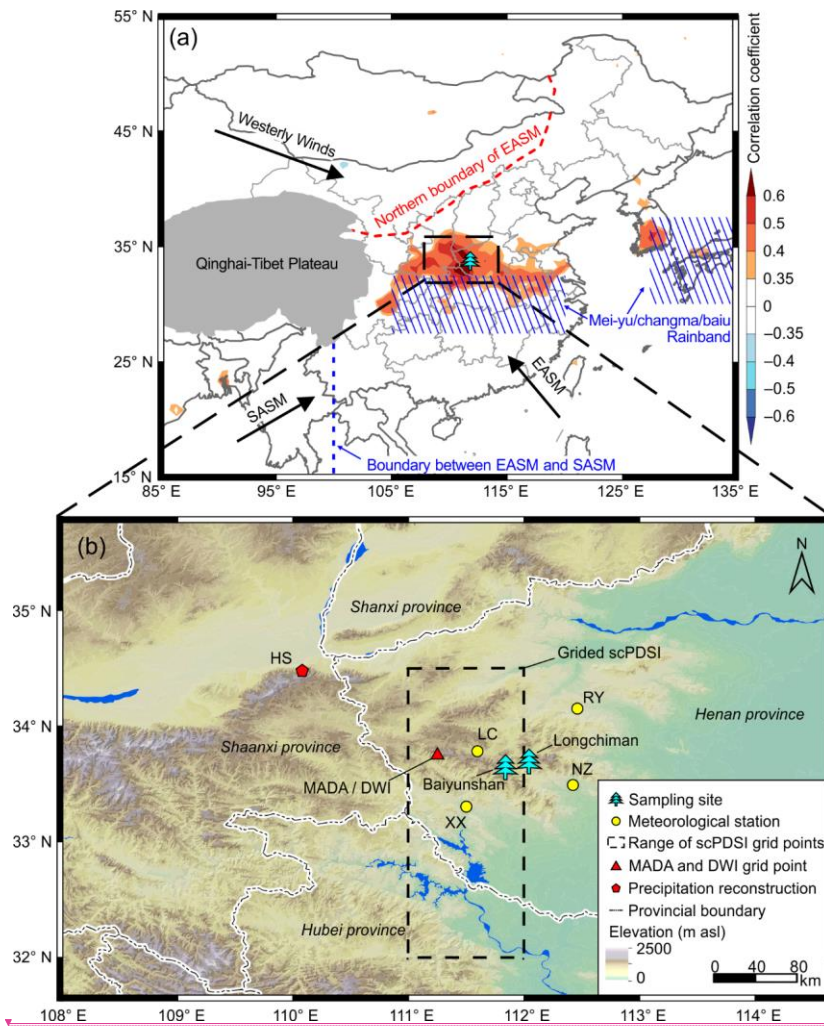 (a)
55° N
45° N
35° N
25° N
15° N
Westerly Winds
Northern boundary of EASM
Qinghai-Tibet Plateau
Mei-yu/changma/baiu
Rainband
SASM
EASM
Boundary between EASM and SASM
85° E
95° E
105° E
115° E
125° E
135° E
Correlation coefficient
0.6
0.5
0.4
0.35
0
−0.35
−0.4
−0.5
−0.6
(b)
N
35° N
34° N
33° N
32° N
Shanxi province
HS
Grided scPDSI
RY
Henan province
LC
Longchiman
Shaanxi province
MADA / DWI
Baiyunshan
NZ
XX
Hubei province
Sampling site
Meteorological station
Range of scPDSI grid points
MADA and DWI grid point
Precipitation reconstruction
Provincial boundary
Elevation (m asl)
2500
0
0 40 80
km
108° E
109° E
110° E
111° E
112° E
113° E
114° E